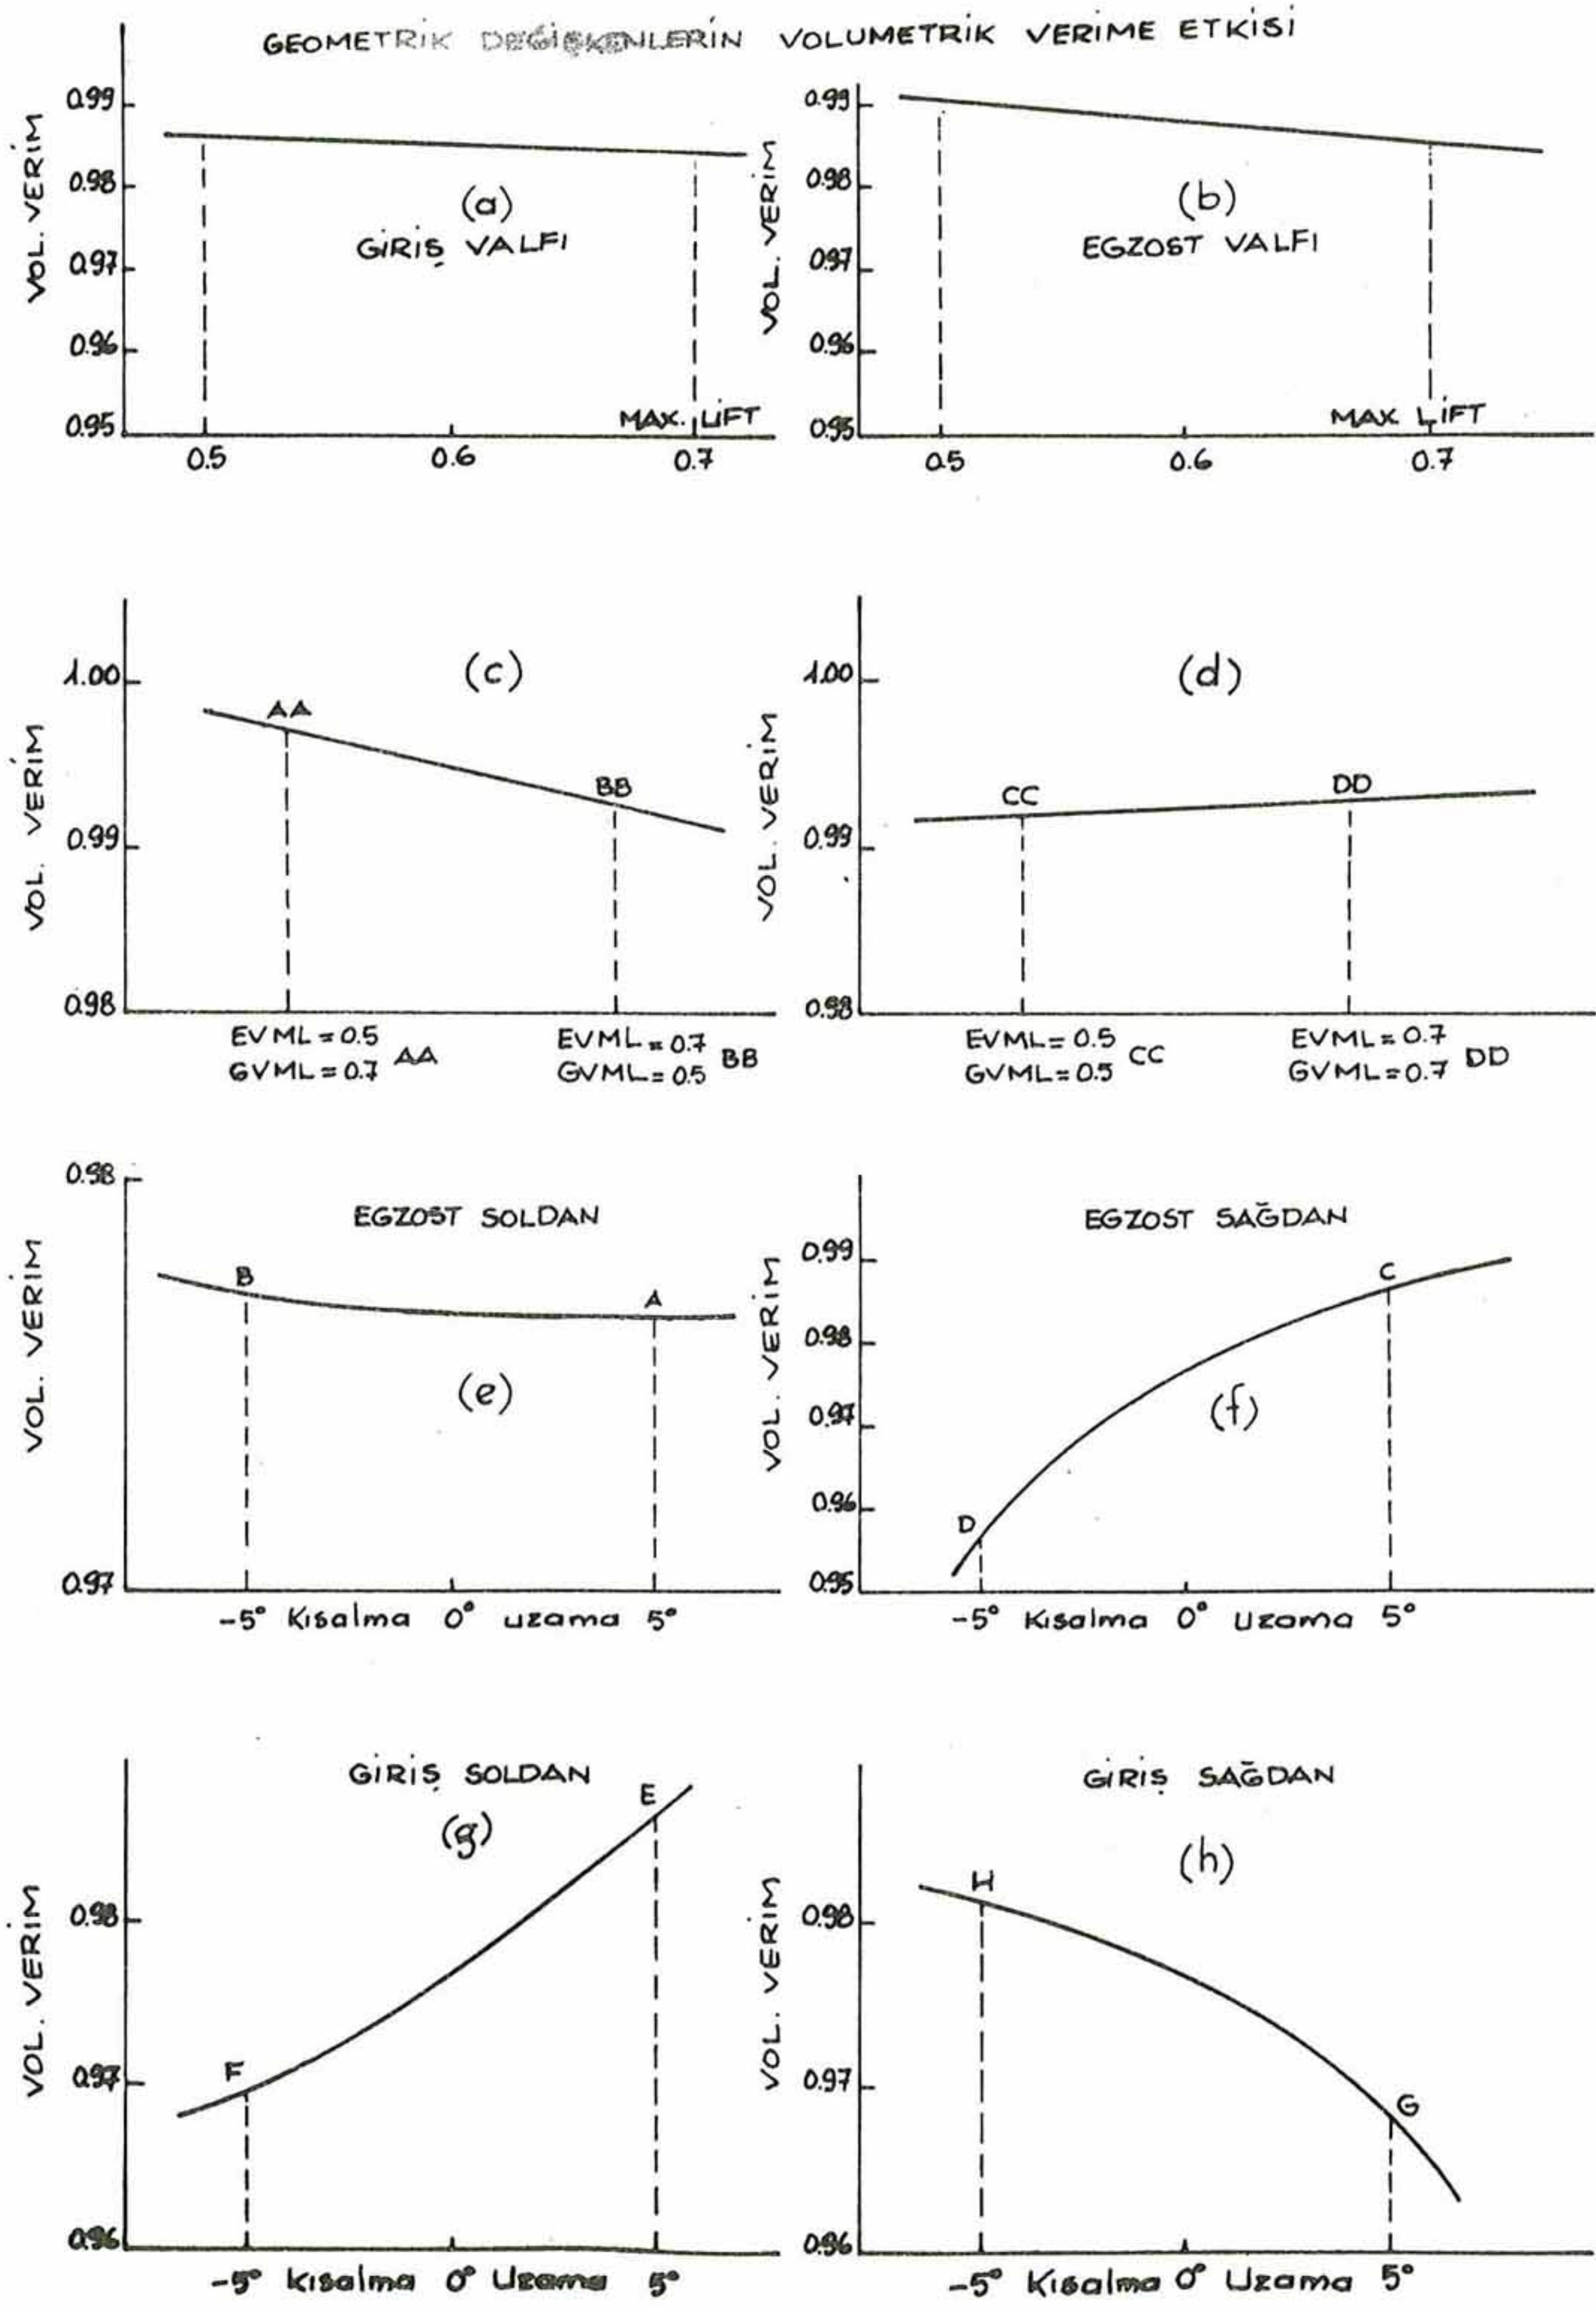 GEOMETRİK DEĞİŞKENLERİN VOLUMETRİK VERİME ETKİSİ
VOL. VERİM
0.99
0.98
0.97
0.96
0.95
(a)
GİRİŞ VALFI
MAX. LİFT
0.5 0.6 0.7
VOL. VERİM
0.99
0.98
0.97
0.96
0.95
(b)
EGZOST VALFI
MAX LİFT
0.5 0.6 0.7
VOL. VERİM
1.00
0.99
0.98
(c)
AA
BB
EVML = 0.5
GVML = 0.7 AA
EVML = 0.7
GVML = 0.5 BB
VOL. VERİM
1.00
0.99
0.98
(d)
CC
DD
EVML = 0.5
GVML = 0.5 CC
EVML = 0.7
GVML = 0.7 DD
VOL. VERİM
0.98
0.97
EGZOST SOLDAN
B
A
(e)
-5° Kısalma 0° uzama 5°
VOL. VERİM
EGZOST SAĞDAN
0.99
0.98
0.97
0.96
0.95
C
(f)
D
-5° Kısalma 0° Uzama 5°
VOL. VERİM
GİRİŞ SOLDAN
(g)
E
0.98
0.97
0.96
F
-5° Kısalma 0° Uzama 5°
VOL. VERİM
GİRİŞ SAĞDAN
(h)
H
0.98
0.97
0.96
G
-5° Kısalma 0° Uzama 5°